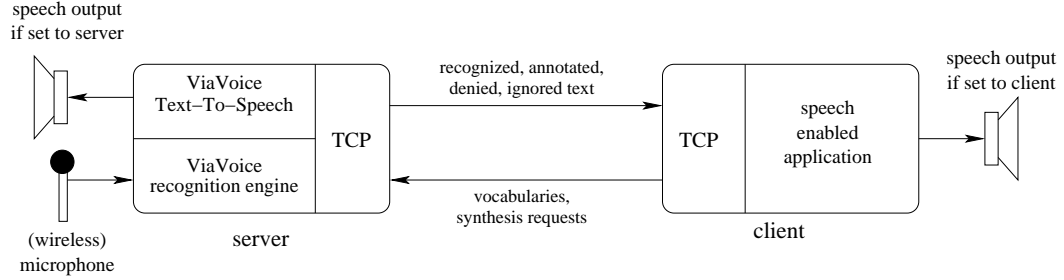 speech output
if set to server
ViaVoice
Text−To−Speech
ViaVoice
recognition engine
TCP
(wireless)
microphone
server
recognized, annotated,
denied, ignored text
vocabularies,
synthesis requests
TCP
speech
enabled
application
client
speech output
if set to client